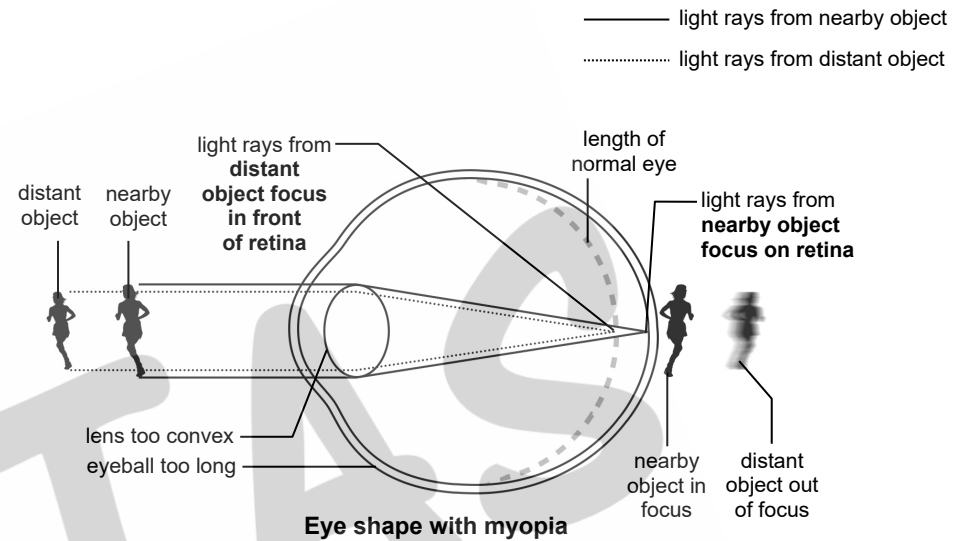 light rays from nearby object
light rays from distant object
light rays from
distant
object focus
in front
of retina
length of
normal eye
distant
object
nearby
object
light rays from
nearby object
focus on retina
lens too convex
eyeball too long
nearby
object in
focus
distant
object out
of focus
Eye shape with myopia
TAS